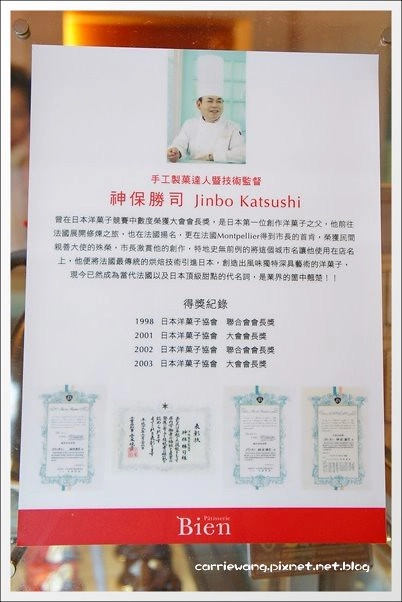 手工製菓達人暨技術監督
神保勝司 Jinbo Katsushi
曾在日本洋菓子競賽中數度榮獲大會會長獎，是日本第一位創作洋菓子之父，他前往
法國展開修煉之旅，也在法國揚名，更在法國Montpellier得到市長的首肯，榮獲民間
親善大使的殊榮，市長激賞他的創作，特地史無前例的將這個城市名讓他使用在店名
上，他便將法國最傳統的烘焙技術引進日本，創造出風味獨特深具藝術的洋菓子，
現今已然成為當代法國以及日本頂級甜點的代名詞，是業界的箇中翹楚！！
得獎紀錄
1998 日本洋菓子協會 聯合會會長獎
2001 日本洋菓子協會 大會會長獎
2002 日本洋菓子協會 聯合會會長獎
2003 日本洋菓子協會 大會會長獎
表彰状
Pâtisserie
Bien
carriewang.pixnet.net.blog